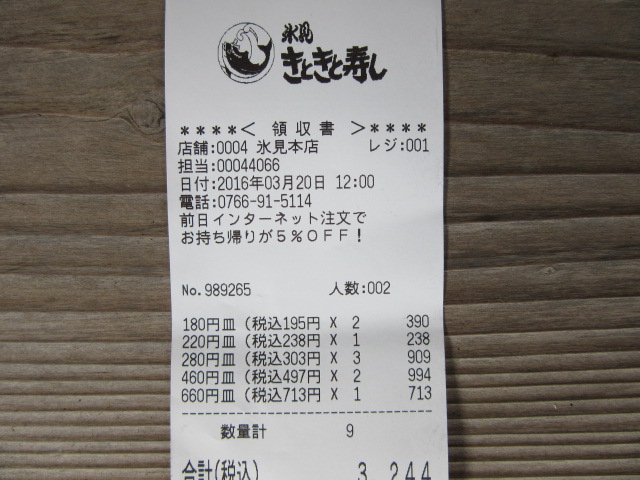 氷見
きときと寿し
****< 領 収 書 >****
店舗:0004 氷見本店 レジ:001
担当:00044066
日付:2016年03月20日 12:00
電話:0766-91-5114
前日インターネット注文で
お持ち帰りが5%OFF!
No.989265 人数:002
180円皿 (税込195円 X 2 390
220円皿 (税込238円 X 1 238
280円皿 (税込303円 X 3 909
460円皿 (税込497円 X 2 994
660円皿 (税込713円 X 1 713
数量計 9
合計(税込) 3,244